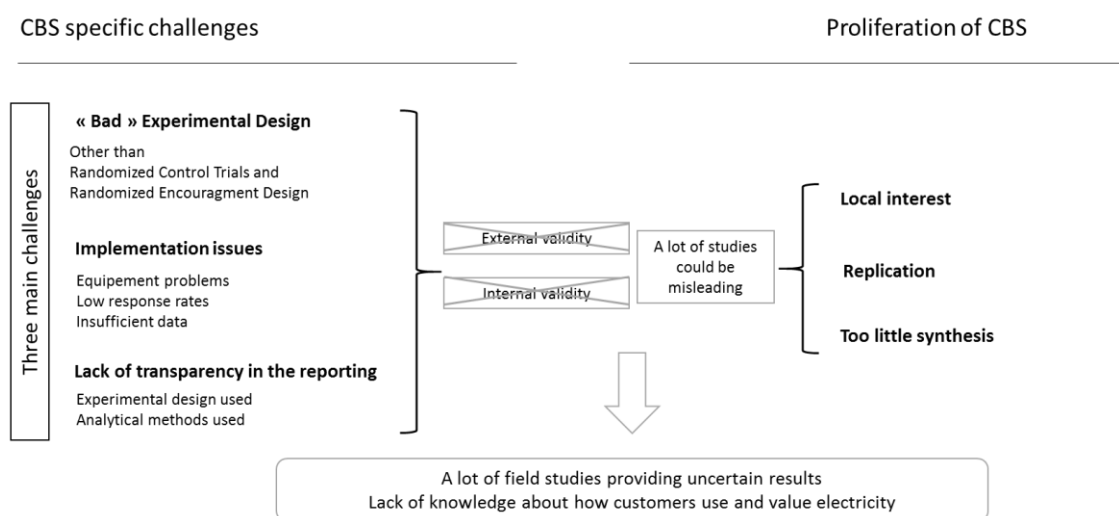 CBS specific challenges
Proliferation of CBS
Three main challenges
« Bad » Experimental Design
Other than
Randomized Control Trials and
Randomized Encouragment Design
Implementation issues
Equipement problems
Low response rates
Insufficient data
Lack of transparency in the reporting
Experimental design used
Analytical methods used
External validity
Internal validity
A lot of studies
could be
misleading
Local interest
Replication
Too little synthesis
A lot of field studies providing uncertain results
Lack of knowledge about how customers use and value electricity